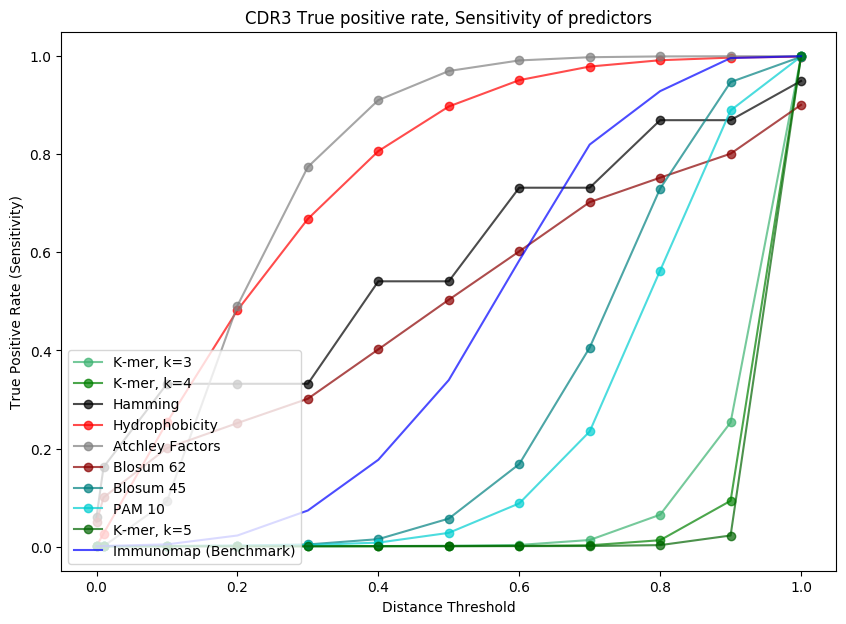 CDR3 True positive rate, Sensitivity of predictors
True Positive Rate (Sensitivity)
1.0
0.8
0.6
0.4
0.2
0.0
K-mer, k=3
K-mer, k=4
Hamming
Hydrophobicity
Atchley Factors
Blosum 62
Blosum 45
PAM 10
K-mer, k=5
Immunomap (Benchmark)
0.0 0.2 0.4 0.6 0.8 1.0
Distance Threshold